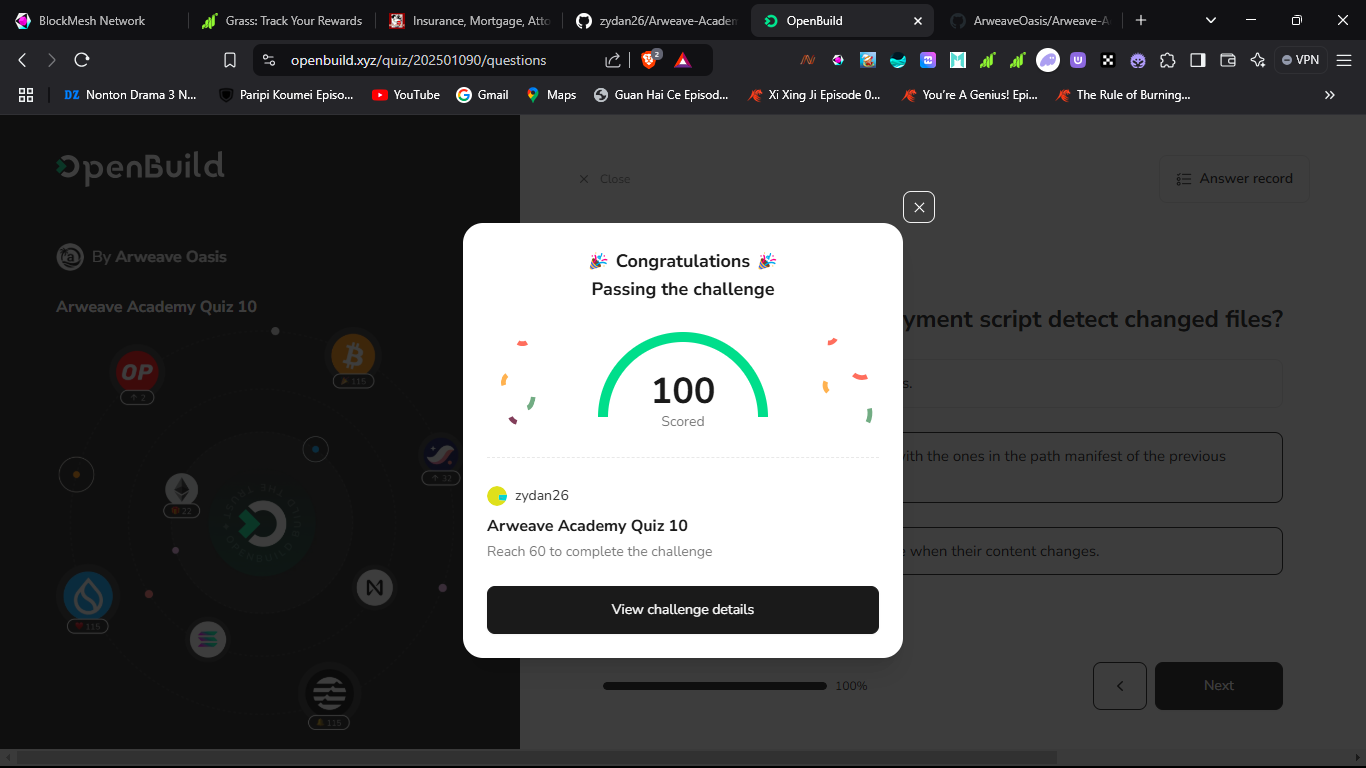 BlockMesh Network
Grass: Track Your Rewards
Insurance, Mortgage, Atto
zydan26/Arweave-Academ
OpenBuild
ArweaveOasis/Arweave-A
openbuild.xyz/quiz/202501090/questions
2
VPN
DZ Nonton Drama 3 N...
Paripi Koumei Episo...
YouTube
Gmail
Maps
Guan Hai Ce Episod...
Xi Xing Ji Episode 0...
You're A Genius! Epi...
The Rule of Burning...
OpenBuild
By Arweave Oasis
Arweave Academy Quiz 10
OP
2
115
32
22
115
115
Close
Answer record
yment script detect changed files?
s.
with the ones in the path manifest of the previous
e when their content changes.
100%
Next
Congratulations
Passing the challenge
100
Scored
zydan26
Arweave Academy Quiz 10
Reach 60 to complete the challenge
View challenge details